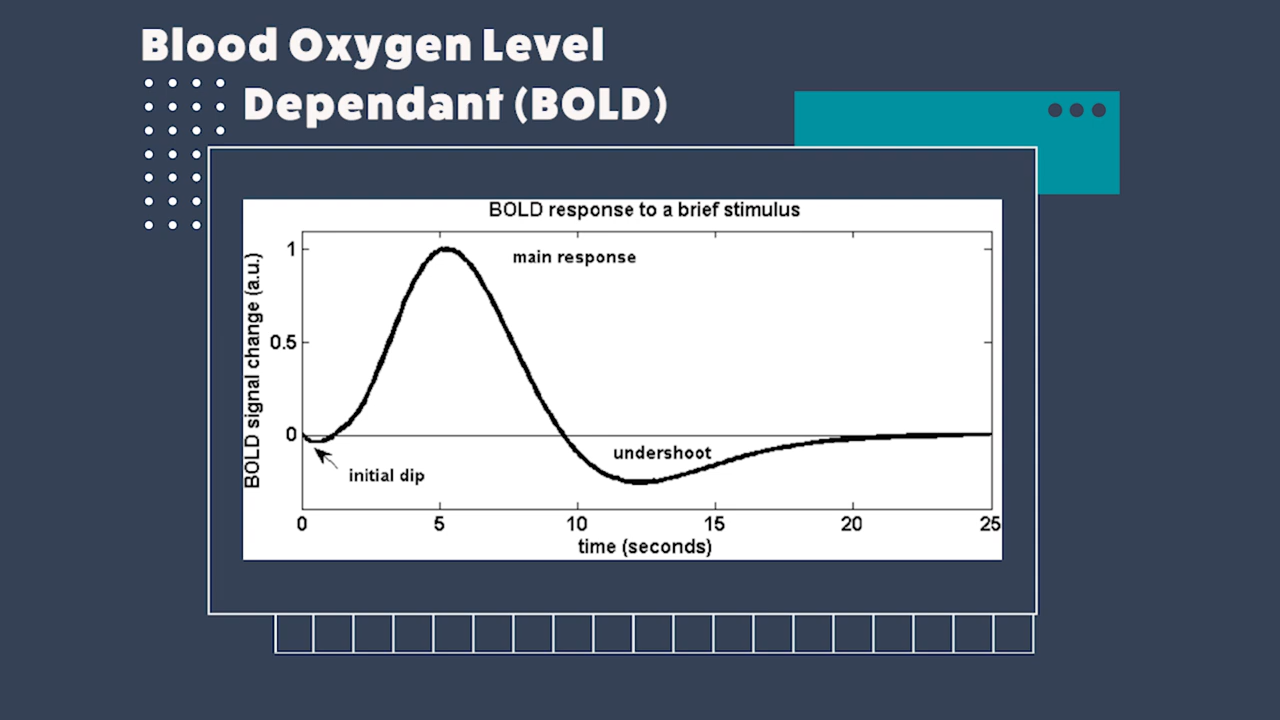 Blood Oxygen Level
Dependant (BOLD)
BOLD response to a brief stimulus
BOLD signal change (a.u.)
1
0.5
0
main response
undershoot
initial dip
0 5 10 15 20 25
time (seconds)